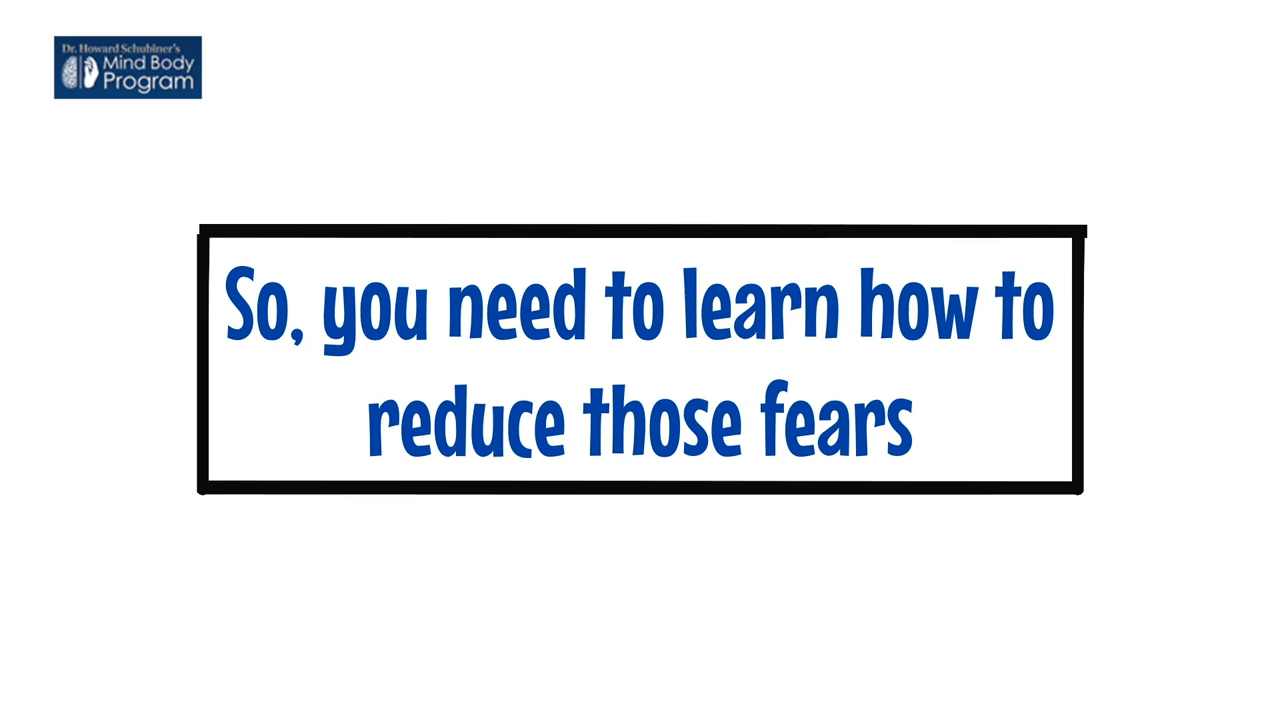 Dr. Howard Schubiner's
Mind Body
Program
So, you need to learn how to
reduce those fears